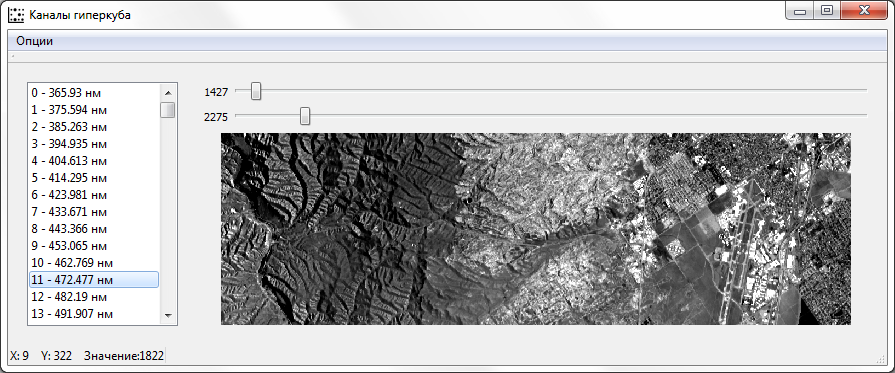 Каналы гиперкуба
Опции
0 - 365.93 нм
1 - 375.594 нм
2 - 385.263 нм
3 - 394.935 нм
4 - 404.613 нм
5 - 414.295 нм
6 - 423.981 нм
7 - 433.671 нм
8 - 443.366 нм
9 - 453.065 нм
10 - 462.769 нм
11 - 472.477 нм
12 - 482.19 нм
13 - 491.907 нм
1427
2275
X: 9 Y: 322 Значение:1822